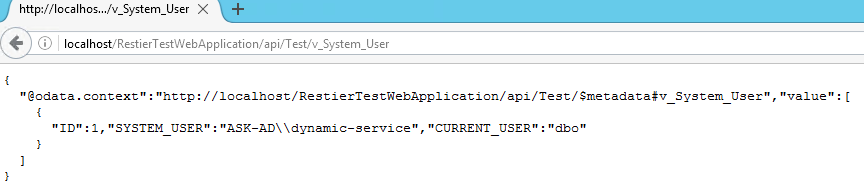 http://localhos.../v_System_User
localhost/RestierTestWebApplication/api/Test/v_System_User
{
"@odata.context":"http://localhost/RestierTestWebApplication/api/Test/$metadata#v_System_User","value":[
{
"ID":1,"SYSTEM_USER":"ASK-AD\\dynamic-service","CURRENT_USER":"dbo"
}
]
}